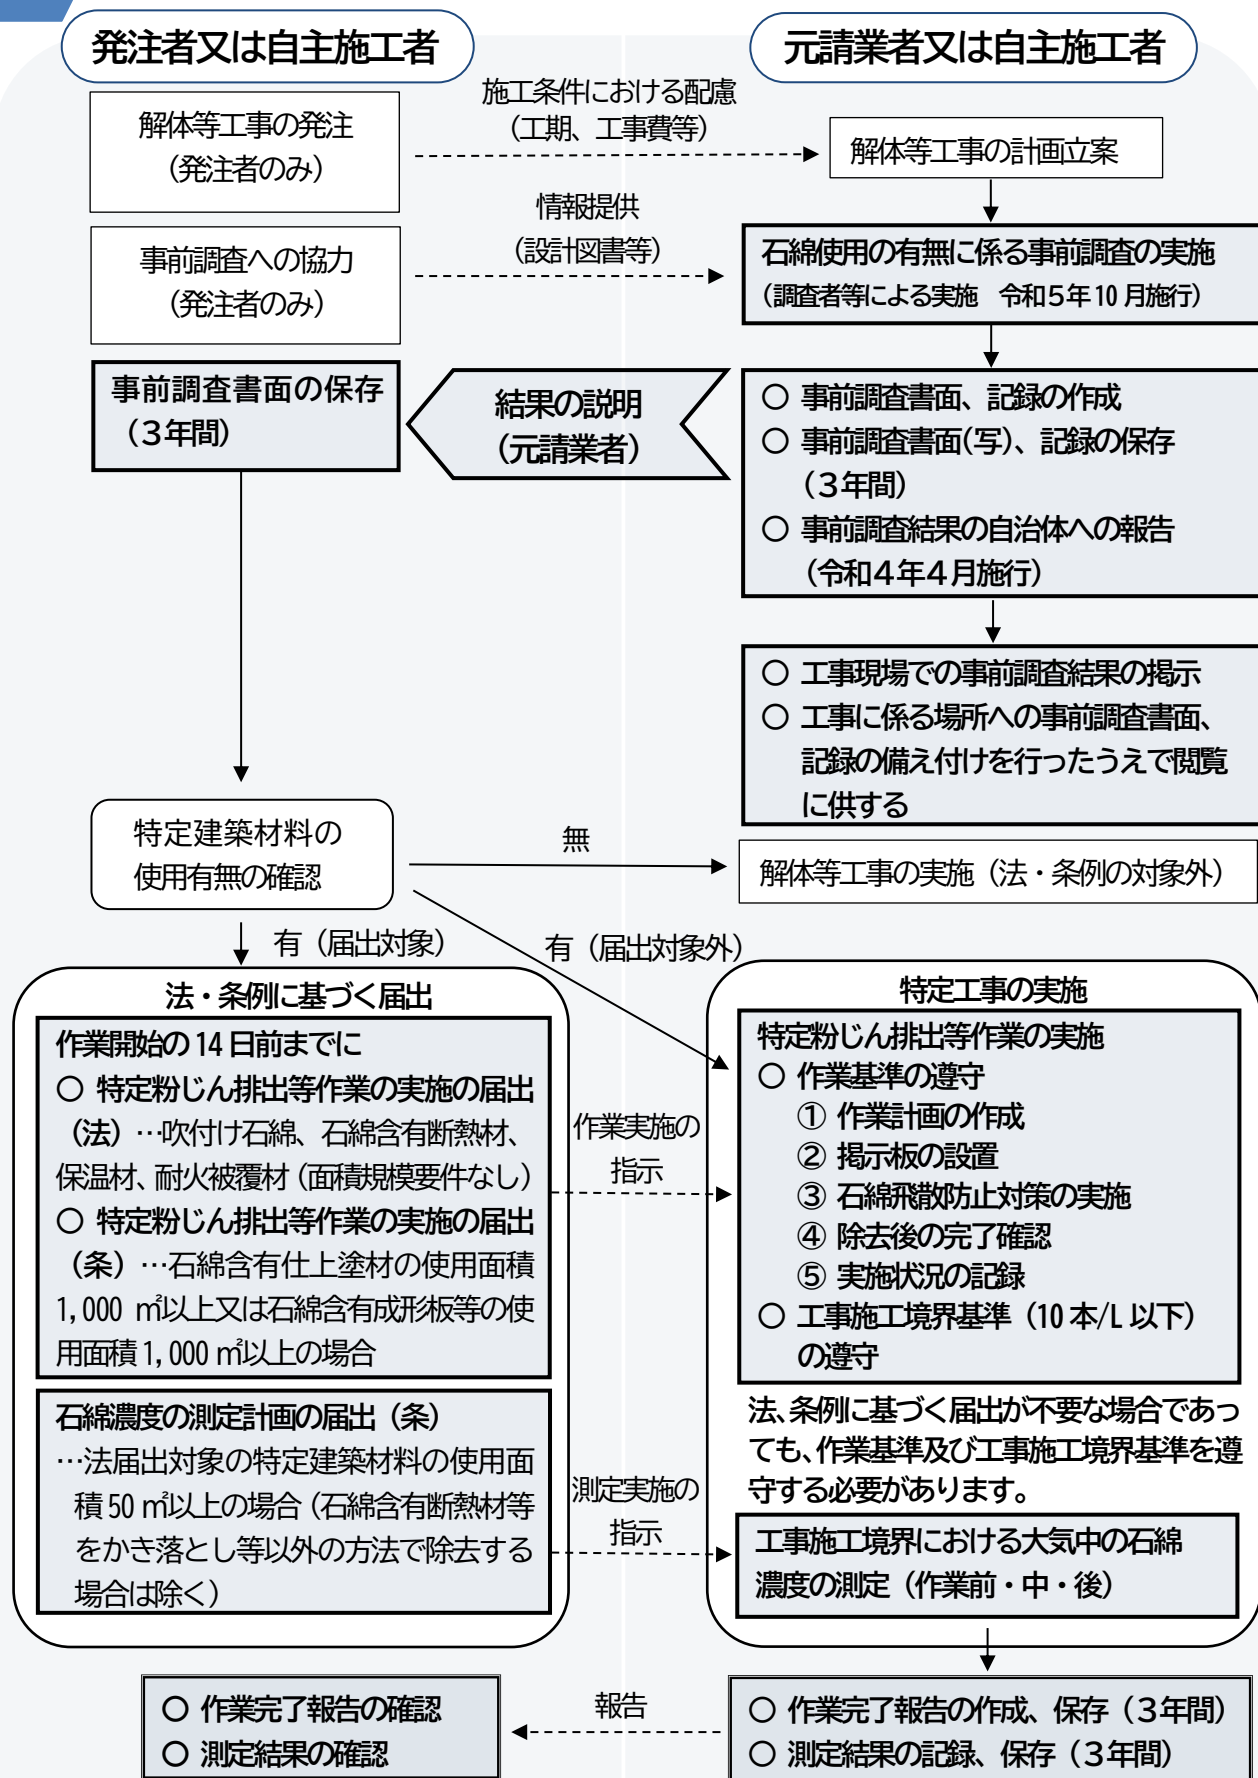 発注者又は自主施工者
元請業者又は自主施工者
解体等工事の発注
（発注者のみ）
施工条件における配慮
（工期、工事費等）
解体等工事の計画立案
事前調査への協力
（発注者のみ）
情報提供
（設計図書等）
石綿使用の有無に係る事前調査の実施
（調査者等による実施　令和５年10月施行）
事前調査書面の保存
（３年間）
結果の説明
（元請業者）
○ 事前調査書面、記録の作成
○ 事前調査書面(写)、記録の保存
（３年間）
○ 事前調査結果の自治体への報告
（令和４年４月施行）
○ 工事現場での事前調査結果の掲示
○ 工事に係る場所への事前調査書面、
記録の備え付けを行ったうえで閲覧
に供する
特定建築材料の
使用有無の確認
無
解体等工事の実施（法・条例の対象外）
有（届出対象）
有（届出対象外）
法・条例に基づく届出
作業開始の14日前までに
○ 特定粉じん排出等作業の実施の届出
（法）…吹付け石綿、石綿含有断熱材、
保温材、耐火被覆材（面積規模要件なし）
○ 特定粉じん排出等作業の実施の届出
（条）…石綿含有仕上塗材の使用面積
1,000 ㎡以上又は石綿含有成形板等の使
用面積1,000㎡以上の場合
石綿濃度の測定計画の届出（条）
…法届出対象の特定建築材料の使用面
積50㎡以上の場合（石綿含有断熱材等
をかき落とし等以外の方法で除去する
場合は除く）
作業実施の
指示
測定実施の
指示
特定工事の実施
特定粉じん排出等作業の実施
○ 作業基準の遵守
① 作業計画の作成
② 掲示板の設置
③ 石綿飛散防止対策の実施
④ 除去後の完了確認
⑤ 実施状況の記録
○ 工事施工境界基準（10本/L以下）
の遵守
法、条例に基づく届出が不要な場合であっ
ても、作業基準及び工事施工境界基準を遵
守する必要があります。
工事施工境界における大気中の石綿
濃度の測定（作業前・中・後）
○ 作業完了報告の確認
○ 測定結果の確認
報告
○ 作業完了報告の作成、保存（３年間）
○ 測定結果の記録、保存（３年間）